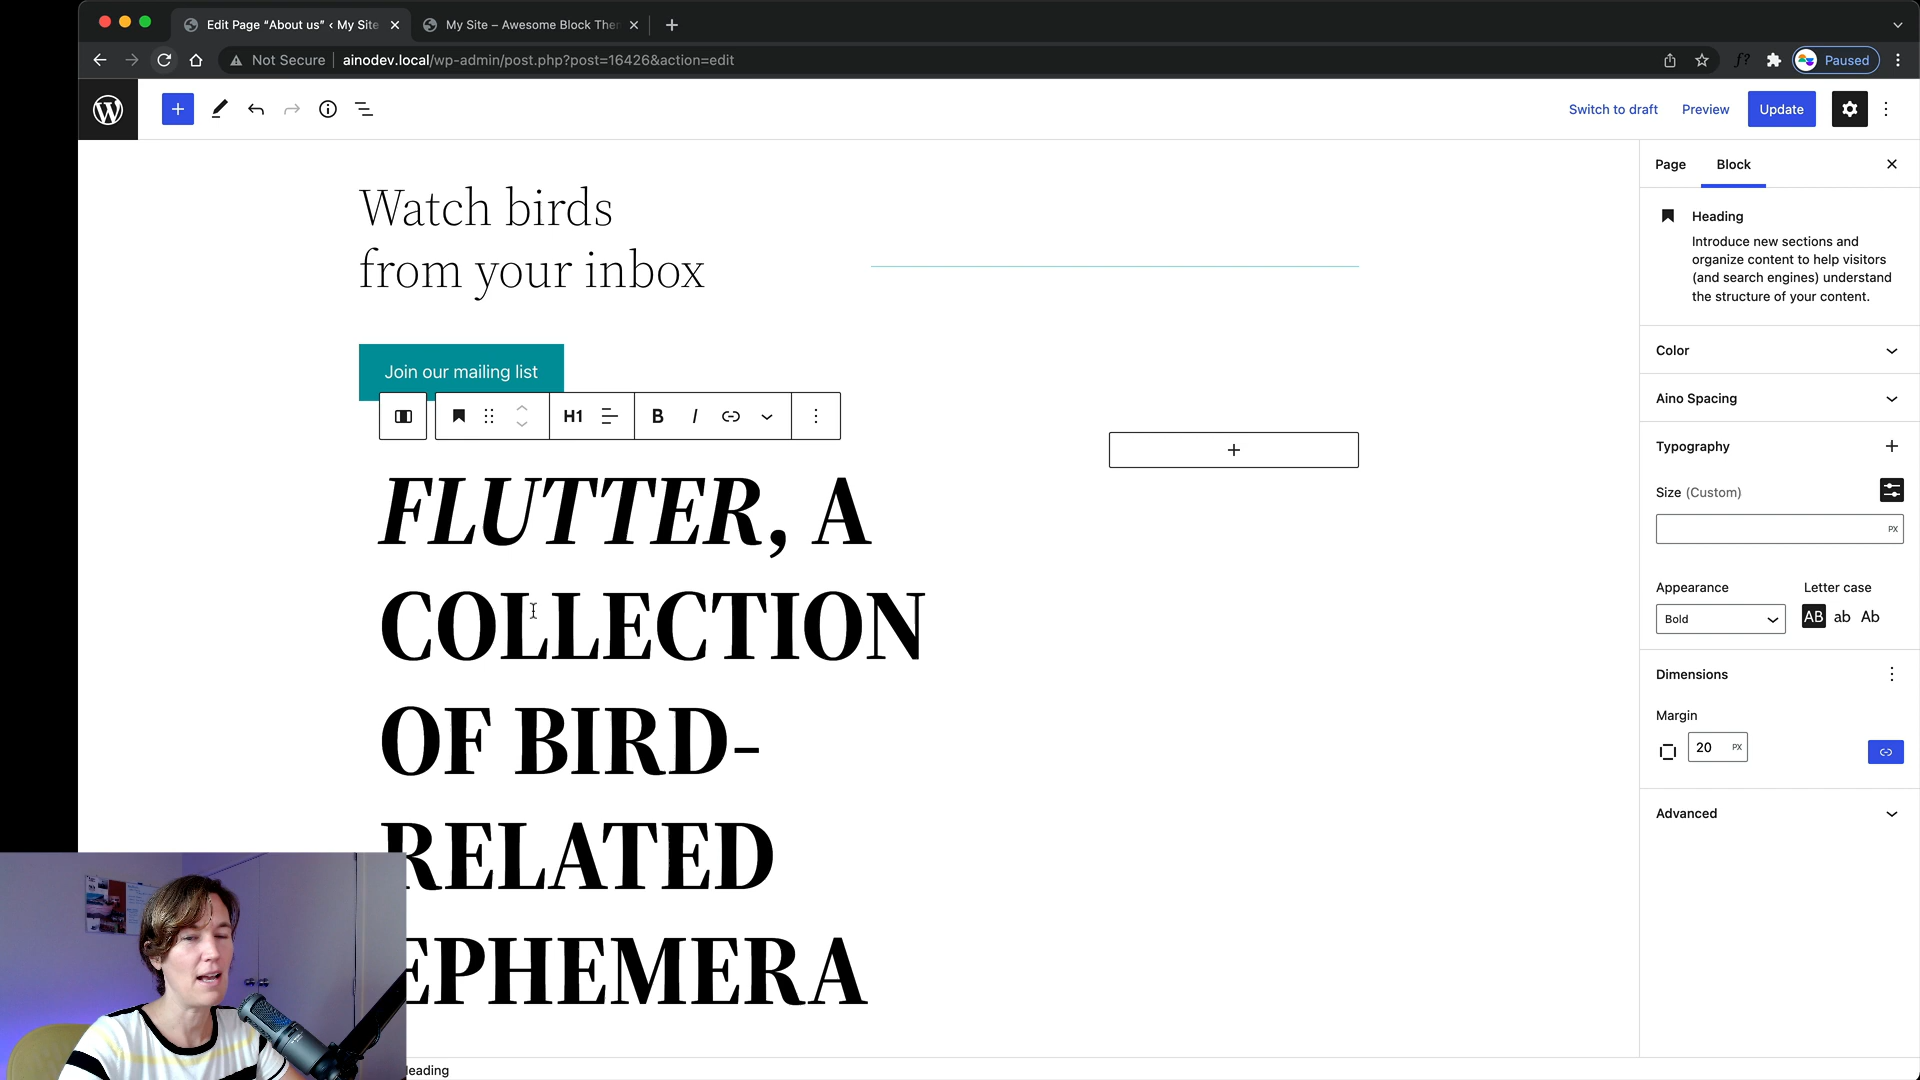 Edit Page “About us” ‹ My Site
My Site – Awesome Block Then
Not Secure
ainodev.local/wp-admin/post.php?post=16426&action=edit
Paused
Switch to draft
Preview
Update
Page
Block
Heading
Introduce new sections and
organize content to help visitors
(and search engines) understand
the structure of your content.
Color
Aino Spacing
Typography
Size (Custom)
PX
Appearance
Letter case
Bold
AB ab Ab
Dimensions
Margin
20 PX
Advanced
Watch birds
from your inbox
Join our mailing list
H1
B I
FLUTTER, A
COLLECTION
OF BIRD-
RELATED
EPHEMERA
eading